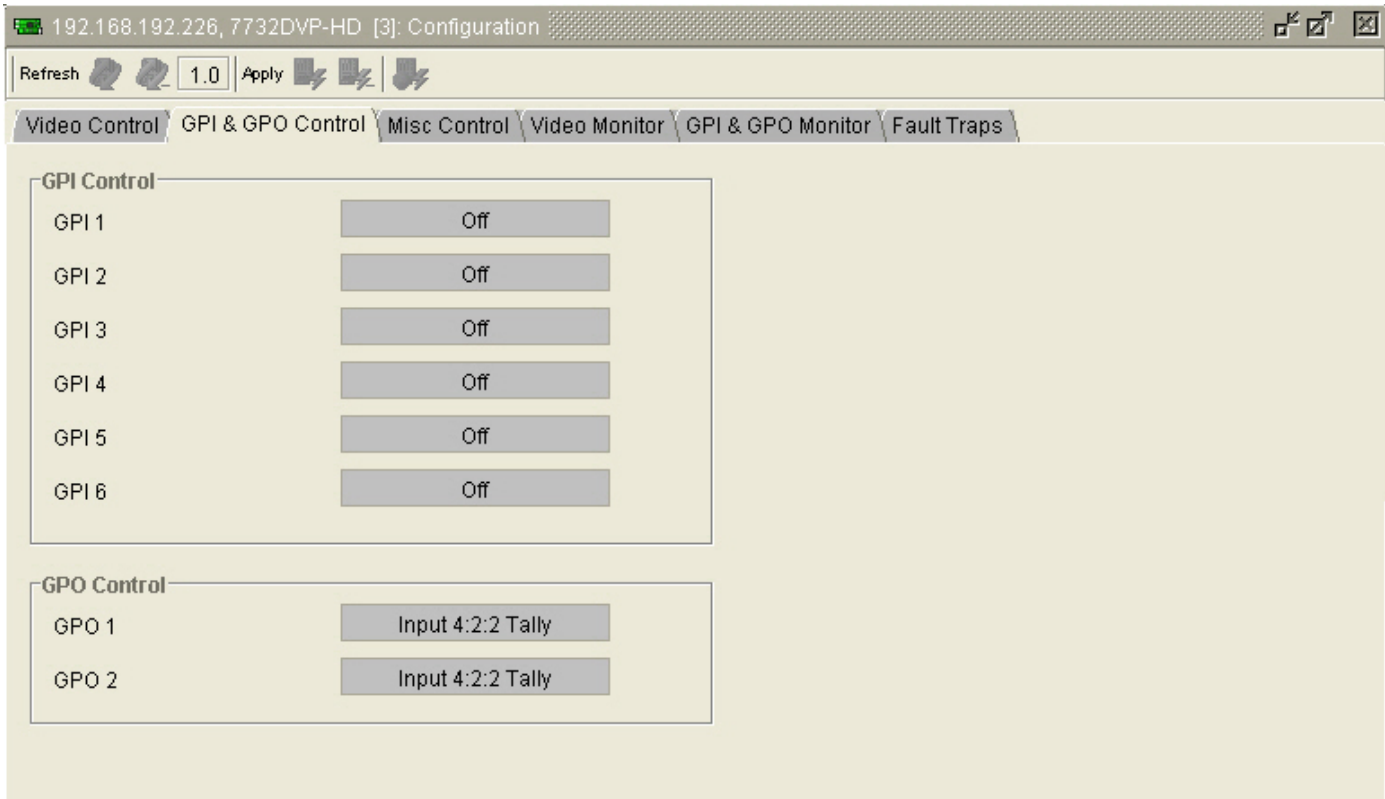 192.168.192.226, 7732DVP-HD [3]: Configuration
Refresh 1.0 Apply
Video Control GPI & GPO Control Misc Control Video Monitor GPI & GPO Monitor Fault Traps
GPI Control
GPI 1 Off
GPI 2 Off
GPI 3 Off
GPI 4 Off
GPI 5 Off
GPI 6 Off
GPO Control
GPO 1 Input 4:2:2 Tally
GPO 2 Input 4:2:2 Tally